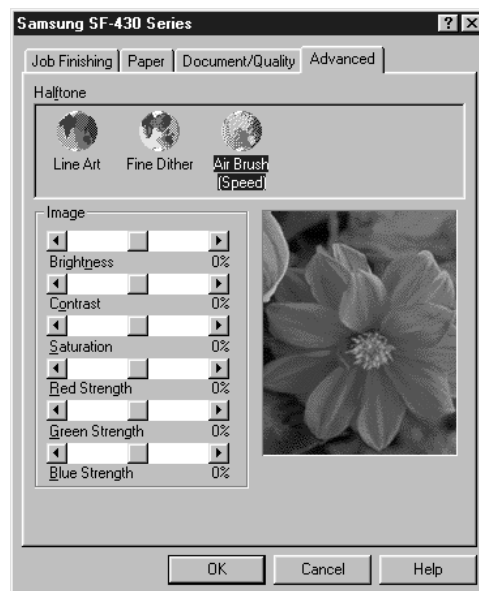 Samsung SF-430 Series
Job Finishing Paper Document/Quality Advanced
Halftone
Line Art Fine Dither Air Brush
(Speed)
Image
Brightness 0%
Contrast 0%
Saturation 0%
Red Strength 0%
Green Strength 0%
Blue Strength 0%
OK Cancel Help